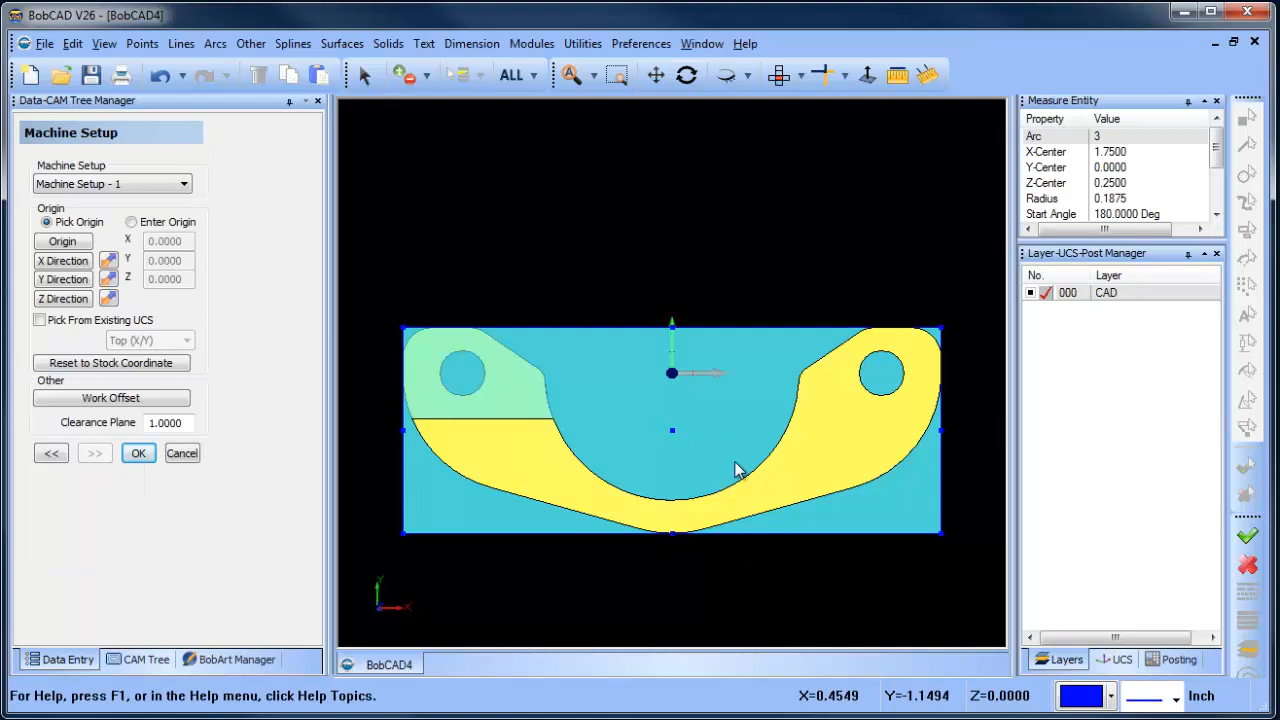 BobCAD V26 - [BobCAD4]
File Edit View Points Lines Arcs Other Splines Surfaces Solids Text Dimension Modules Utilities Preferences Window Help
ALL
Data-CAM Tree Manager
Machine Setup
Machine Setup
Machine Setup - 1
Origin
Pick Origin Enter Origin
Origin X 0.0000
X Direction Y 0.0000
Y Direction Z 0.0000
Z Direction
Pick From Existing UCS
Top (X/Y)
Reset to Stock Coordinate
Other
Work Offset
Clearance Plane 1.0000
<< >> OK Cancel
Data Entry CAM Tree BobArt Manager
Y
X
BobCAD4
Measure Entity
Property Value
Arc 3
X-Center 1.7500
Y-Center 0.0000
Z-Center 0.2500
Radius 0.1875
Start Angle 180.0000 Deg
Layer-UCS-Post Manager
No. Layer
000 CAD
Layers UCS Posting
For Help, press F1, or in the Help menu, click Help Topics. X=0.4549 Y=-1.1494 Z=0.0000 Inch